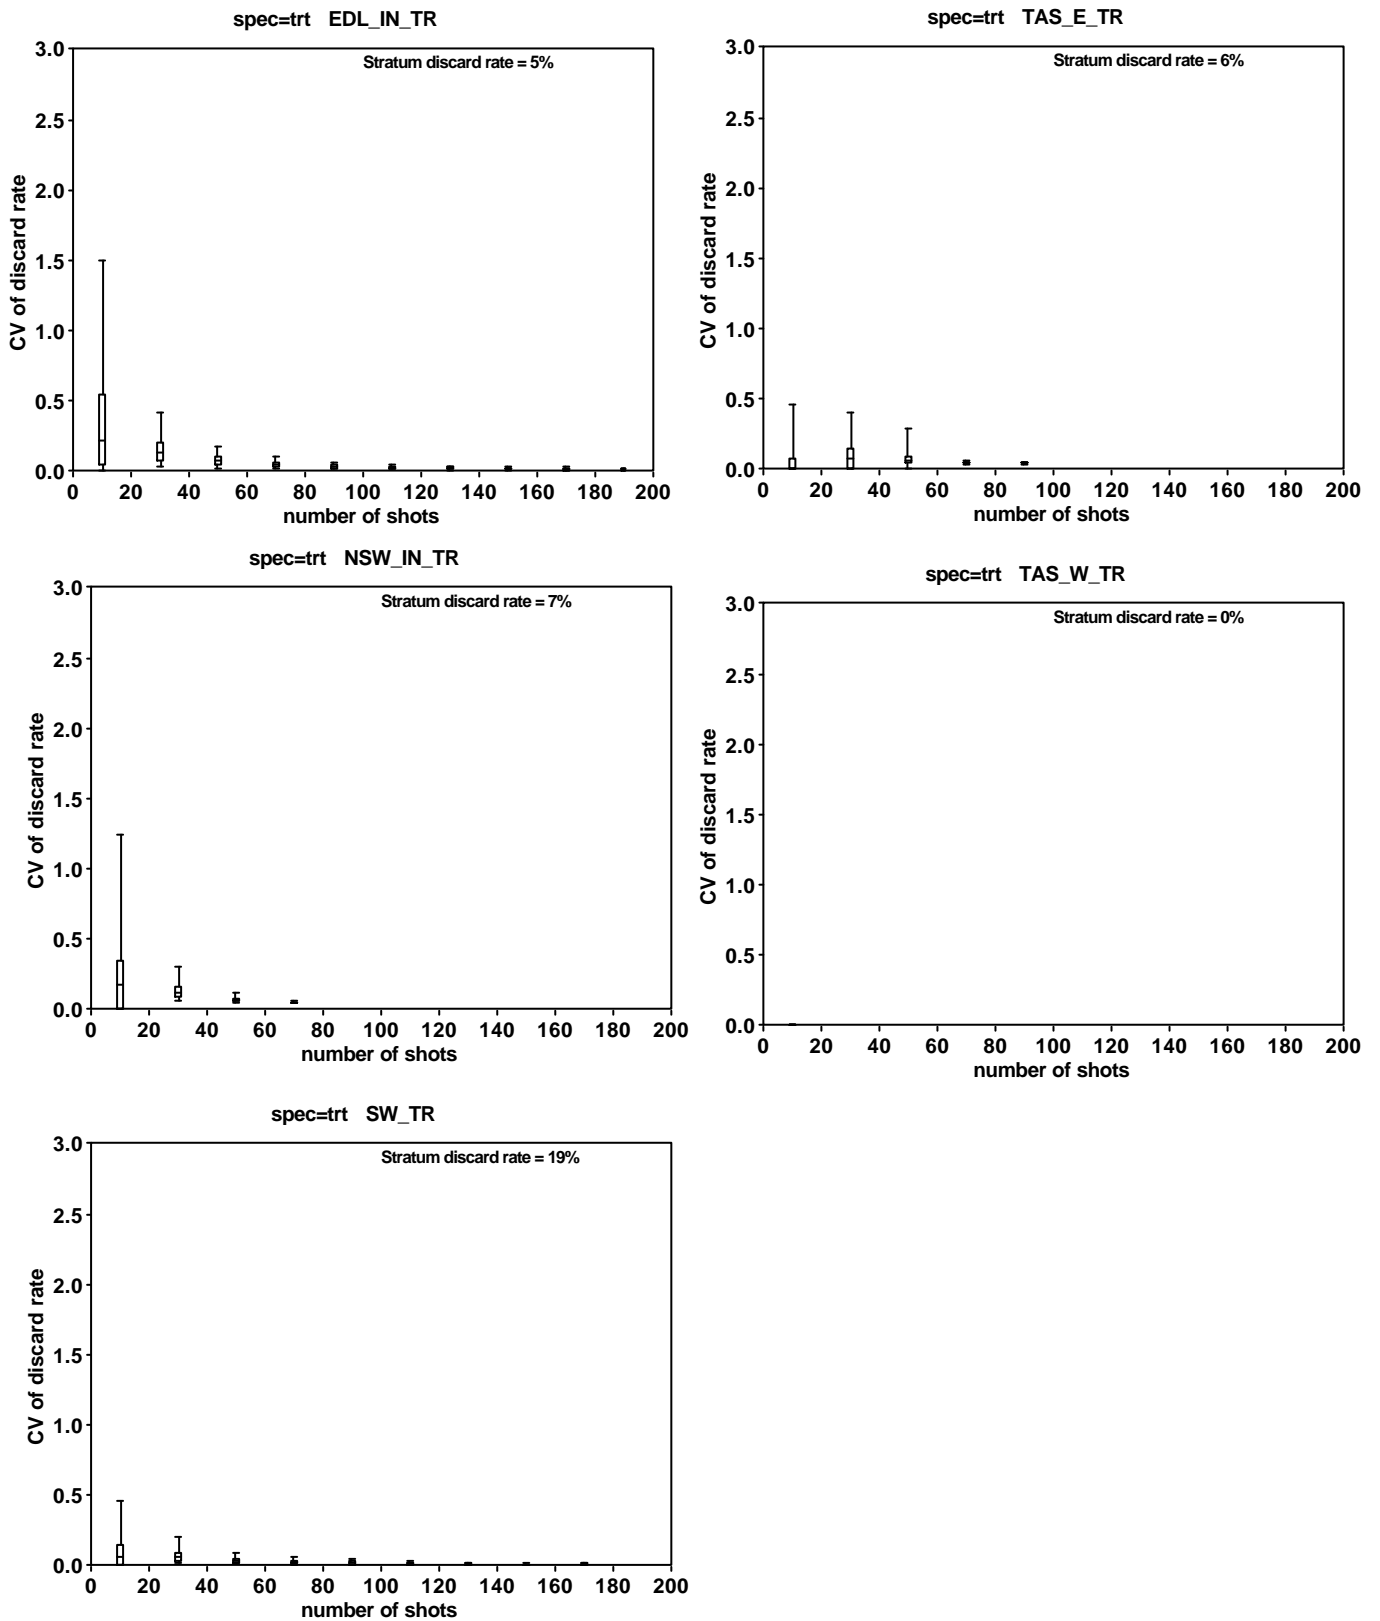 spec=trt EDL_IN_TR
Stratum discard rate = 5%
3.0
2.5
2.0
1.5
1.0
0.5
0.0
CV of discard rate
0 20 40 60 80 100 120 140 160 180 200
number of shots
spec=trt TAS_E_TR
Stratum discard rate = 6%
3.0
2.5
2.0
1.5
1.0
0.5
0.0
CV of discard rate
0 20 40 60 80 100 120 140 160 180 200
number of shots
spec=trt NSW_IN_TR
Stratum discard rate = 7%
3.0
2.5
2.0
1.5
1.0
0.5
0.0
CV of discard rate
0 20 40 60 80 100 120 140 160 180 200
number of shots
spec=trt TAS_W_TR
Stratum discard rate = 0%
3.0
2.5
2.0
1.5
1.0
0.5
0.0
CV of discard rate
0 20 40 60 80 100 120 140 160 180 200
number of shots
spec=trt SW_TR
Stratum discard rate = 19%
3.0
2.5
2.0
1.5
1.0
0.5
0.0
CV of discard rate
0 20 40 60 80 100 120 140 160 180 200
number of shots